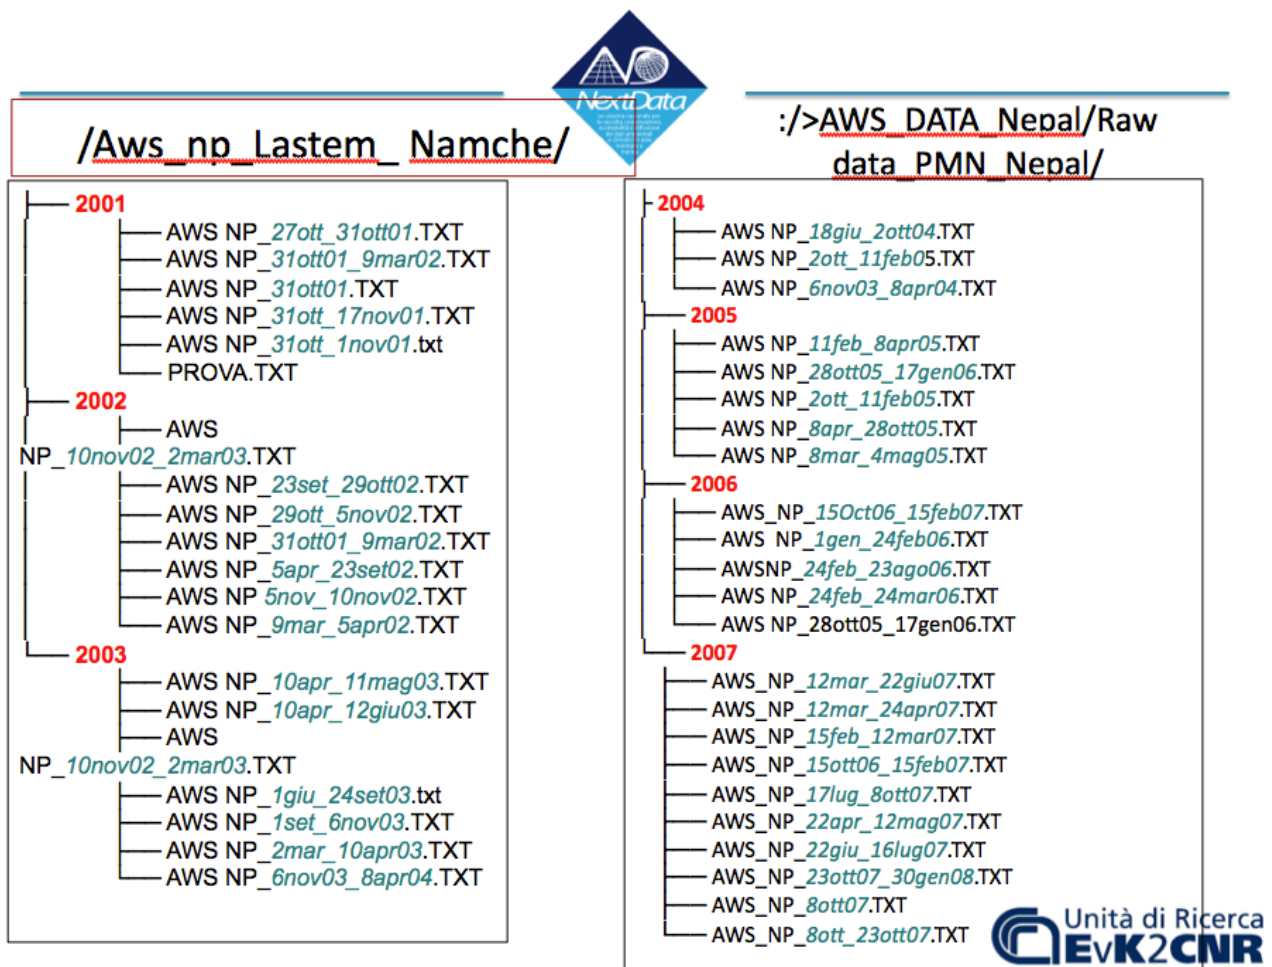 NextData
/Aws_np_Lastem_ Namche/
2001
AWS NP_27ott_31ott01.TXT
AWS NP_31ott01_9mar02.TXT
AWS NP_31ott01.TXT
AWS NP_31ott_17nov01.TXT
AWS NP_31ott_1nov01.txt
PROVA.TXT
2002
AWS
NP_10nov02_2mar03.TXT
AWS NP_23set_29ott02.TXT
AWS NP_29ott_5nov02.TXT
AWS NP_31ott01_9mar02.TXT
AWS NP_5apr_23set02.TXT
AWS NP 5nov_10nov02.TXT
AWS NP_9mar_5apr02.TXT
2003
AWS NP_10apr_11mag03.TXT
AWS NP_10apr_12giu03.TXT
AWS
NP_10nov02_2mar03.TXT
AWS NP_1giu_24set03.txt
AWS NP_1set_6nov03.TXT
AWS NP_2mar_10apr03.TXT
AWS NP_6nov03_8apr04.TXT
:/>AWS_DATA_Nepal/Raw
data_PMN_Nepal/
2004
AWS NP_18giu_2ott04.TXT
AWS NP_2ott_11feb05.TXT
AWS NP_6nov03_8apr04.TXT
2005
AWS NP_11feb_8apr05.TXT
AWS NP_28ott05_17gen06.TXT
AWS NP_2ott_11feb05.TXT
AWS NP_8apr_28ott05.TXT
AWS NP_8mar_4mag05.TXT
2006
AWS_NP_15Oct06_15feb07.TXT
AWS  NP_1gen_24feb06.TXT
AWSNP_24feb_23ago06.TXT
AWS NP_24feb_24mar06.TXT
AWS NP_28ott05_17gen06.TXT
2007
AWS_NP_12mar_22giu07.TXT
AWS_NP_12mar_24apr07.TXT
AWS_NP_15feb_12mar07.TXT
AWS_NP_15ott06_15feb07.TXT
AWS_NP_17lug_8ott07.TXT
AWS_NP_22apr_12mag07.TXT
AWS_NP_22giu_16lug07.TXT
AWS_NP_23ott07_30gen08.TXT
AWS_NP_8ott07.TXT
AWS_NP_8ott_23ott07.TXT
Unità di Ricerca
EvK2CNR